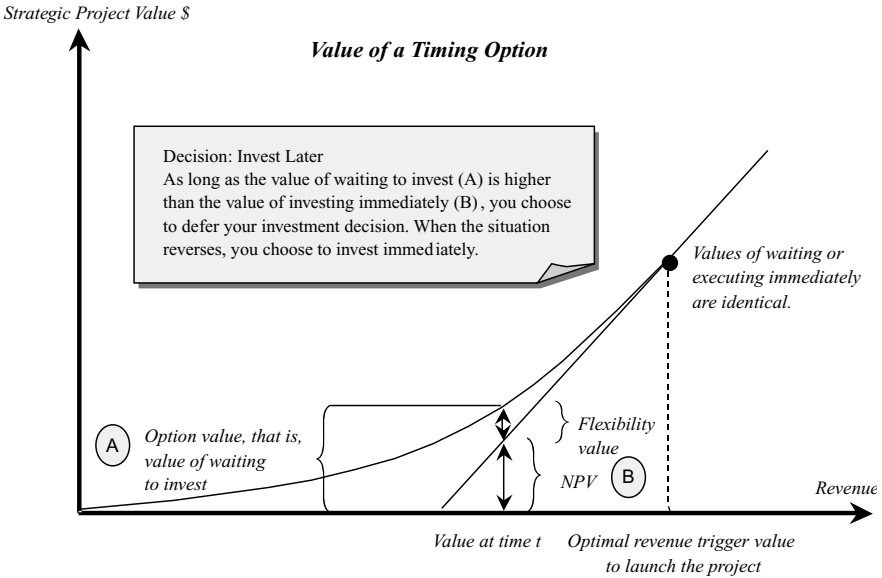 Strategic Project Value $
Value of a Timing Option
Decision: Invest Later
As long as the value of waiting to invest (A) is higher
than the value of investing immediately (B), you choose
to defer your investment decision. When the situation
reverses, you choose to invest immediately.
Values of waiting or
executing immediately
are identical.
A
Option value, that is,
value of waiting
to invest
Flexibility
value
NPV
B
Revenue
Value at time t
Optimal revenue trigger value
to launch the project